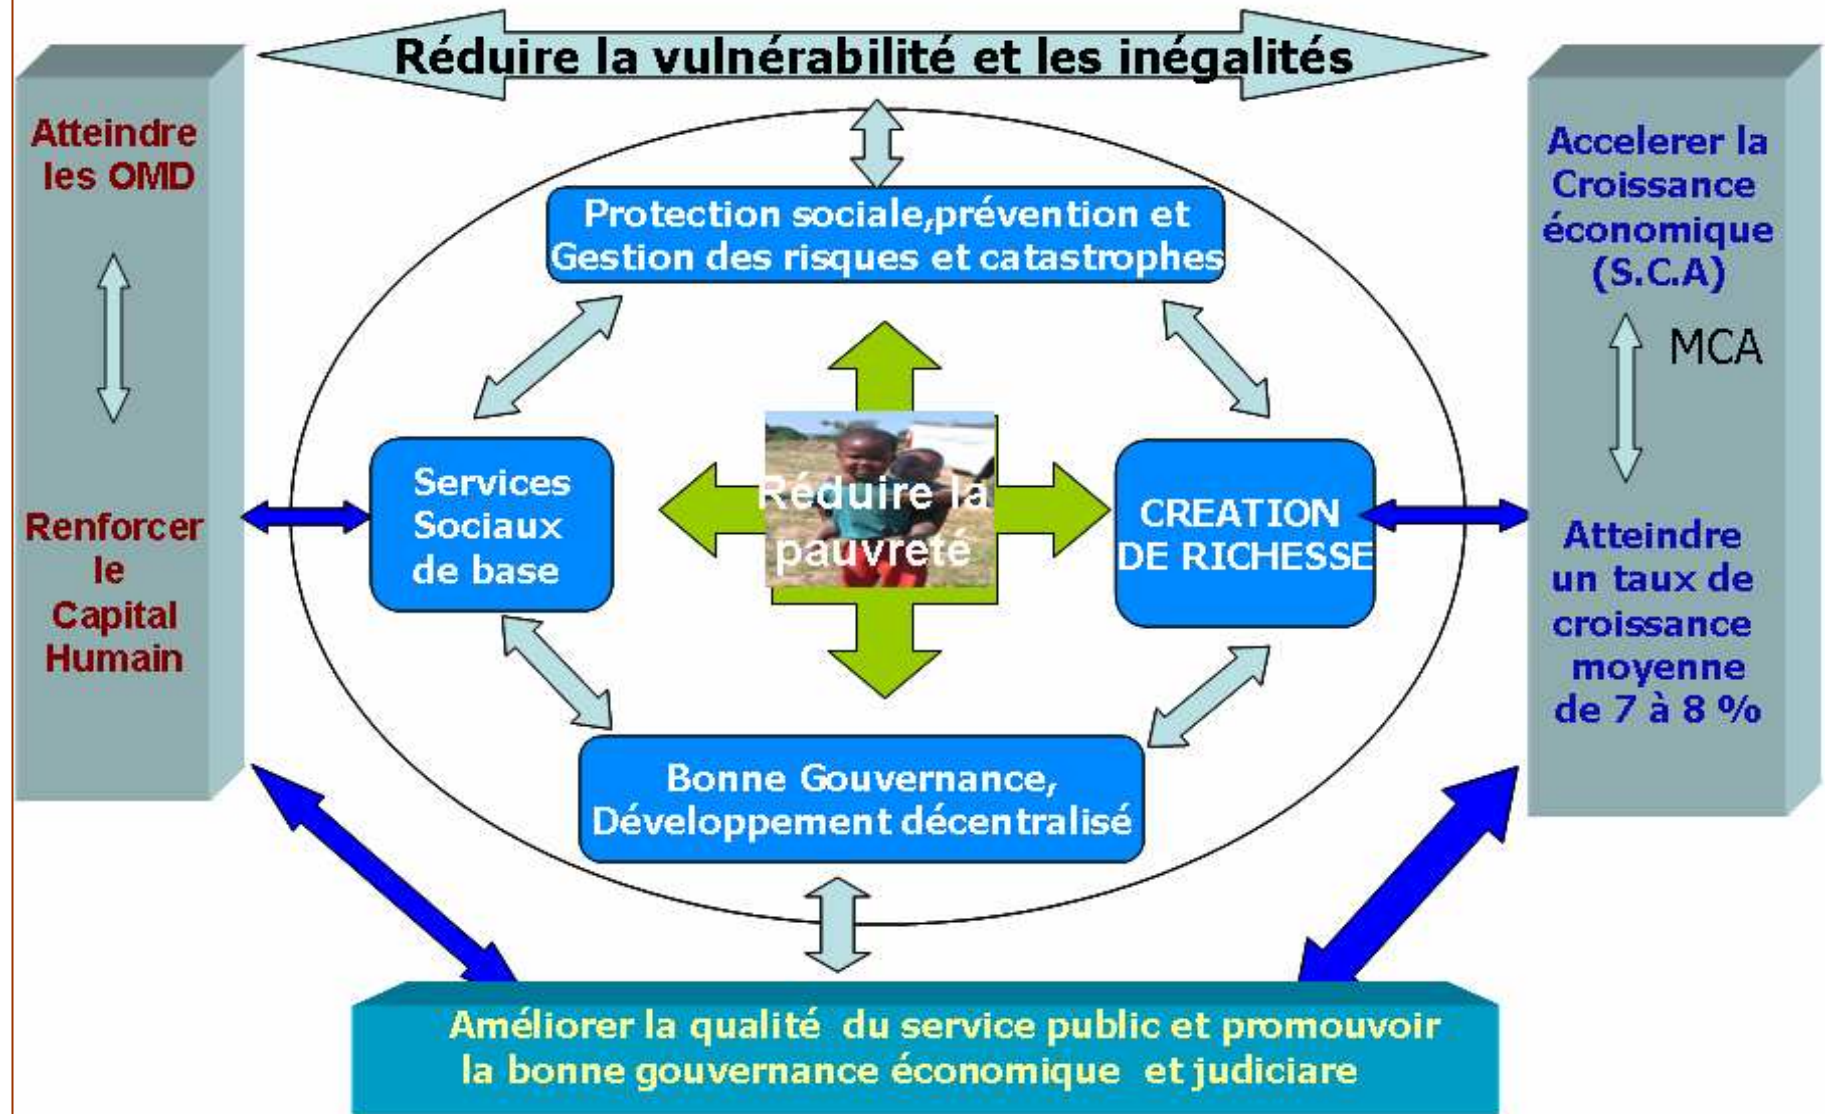 Réduire la vulnérabilité et les inégalités
Atteindre
les OMD
Renforcer
le
Capital
Humain
Protection sociale,prévention et
Gestion des risques et catastrophes
Services
Sociaux
de base
Réduire la
pauvreté
CREATION
DE RICHESSE
Bonne Gouvernance,
Développement décentralisé
Accelerer la
Croissance
économique
(S.C.A)
MCA
Atteindre
un taux de
croissance
moyenne
de 7 à 8 %
Améliorer la qualité du service public et promouvoir
la bonne gouvernance économique et judiciare